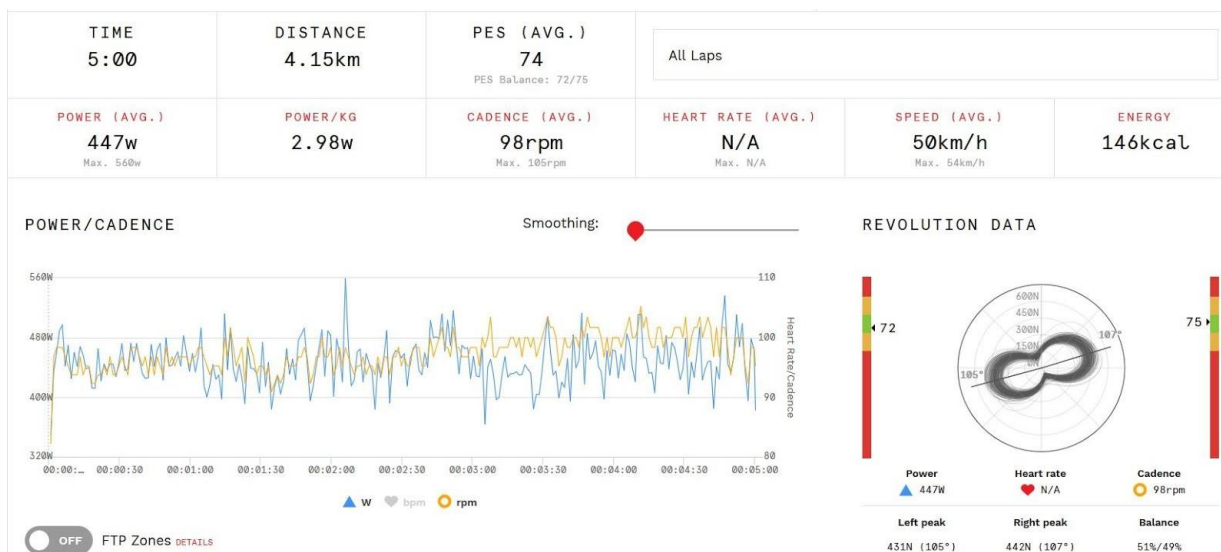 TIME DISTANCE PES (AVG.)
5:00 4.15km 74 All Laps
PES Balance: 72/75
POWER (AVG.) POWER/KG CADENCE (AVG.) HEART RATE (AVG.) SPEED (AVG.) ENERGY
447w 2.98w 98rpm N/A 50km/h 146kcal
Max. 560w Max. 105rpm Max. N/A Max. 54km/h
POWER/CADENCE Smoothing: REVOLUTION DATA
560W 110
480W 100
400W 90
320W 80
Heart Rate/Cadence
00:00:… 00:00:30 00:01:00 00:01:30 00:02:00 00:02:30 00:03:00 00:03:30 00:04:00 00:04:30 00:05:00
W bpm rpm
OFF FTP Zones DETAILS
600N
450N
72 300N 75
150N 107°
0N
105°
Power Heart rate Cadence
447W N/A 98rpm
Left peak Right peak Balance
431N (105°) 442N (107°) 51%/49%